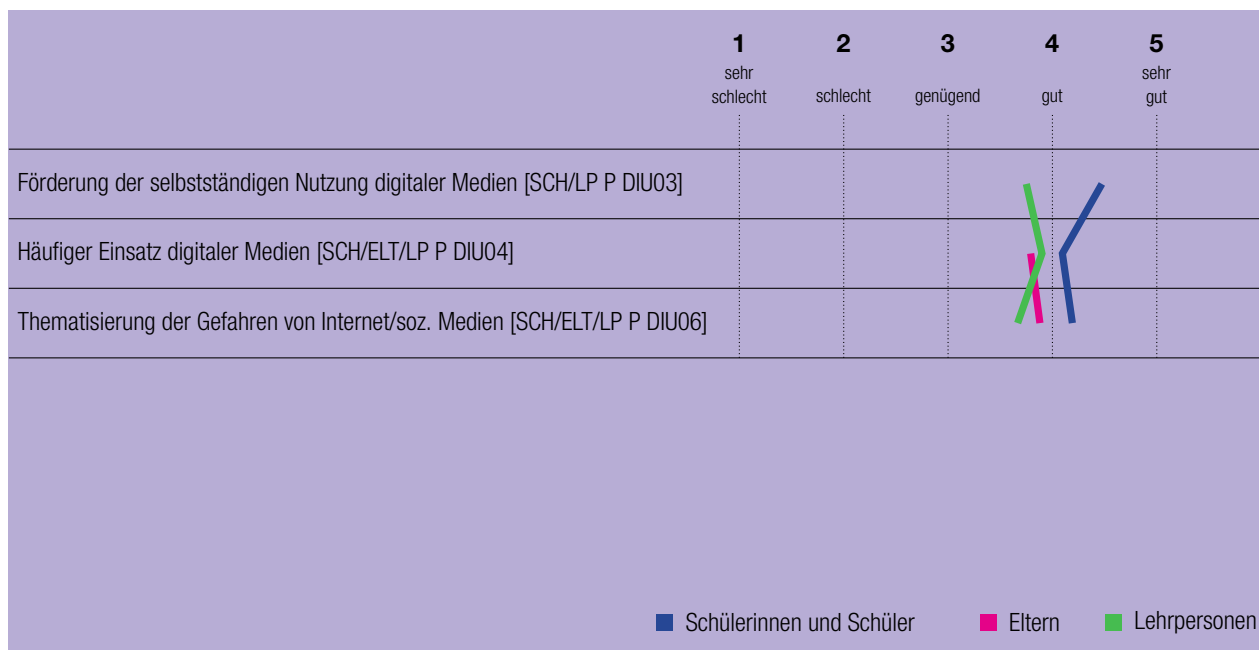 1 2 3 4 5
sehr sehr
schlecht schlecht genügend gut gut
Förderung der selbstständigen Nutzung digitaler Medien [SCH/LP P DIU03]
Häufiger Einsatz digitaler Medien [SCH/ELT/LP P DIU04]
Thematisierung der Gefahren von Internet/soz. Medien [SCH/ELT/LP P DIU06]
Schülerinnen und Schüler Eltern Lehrpersonen